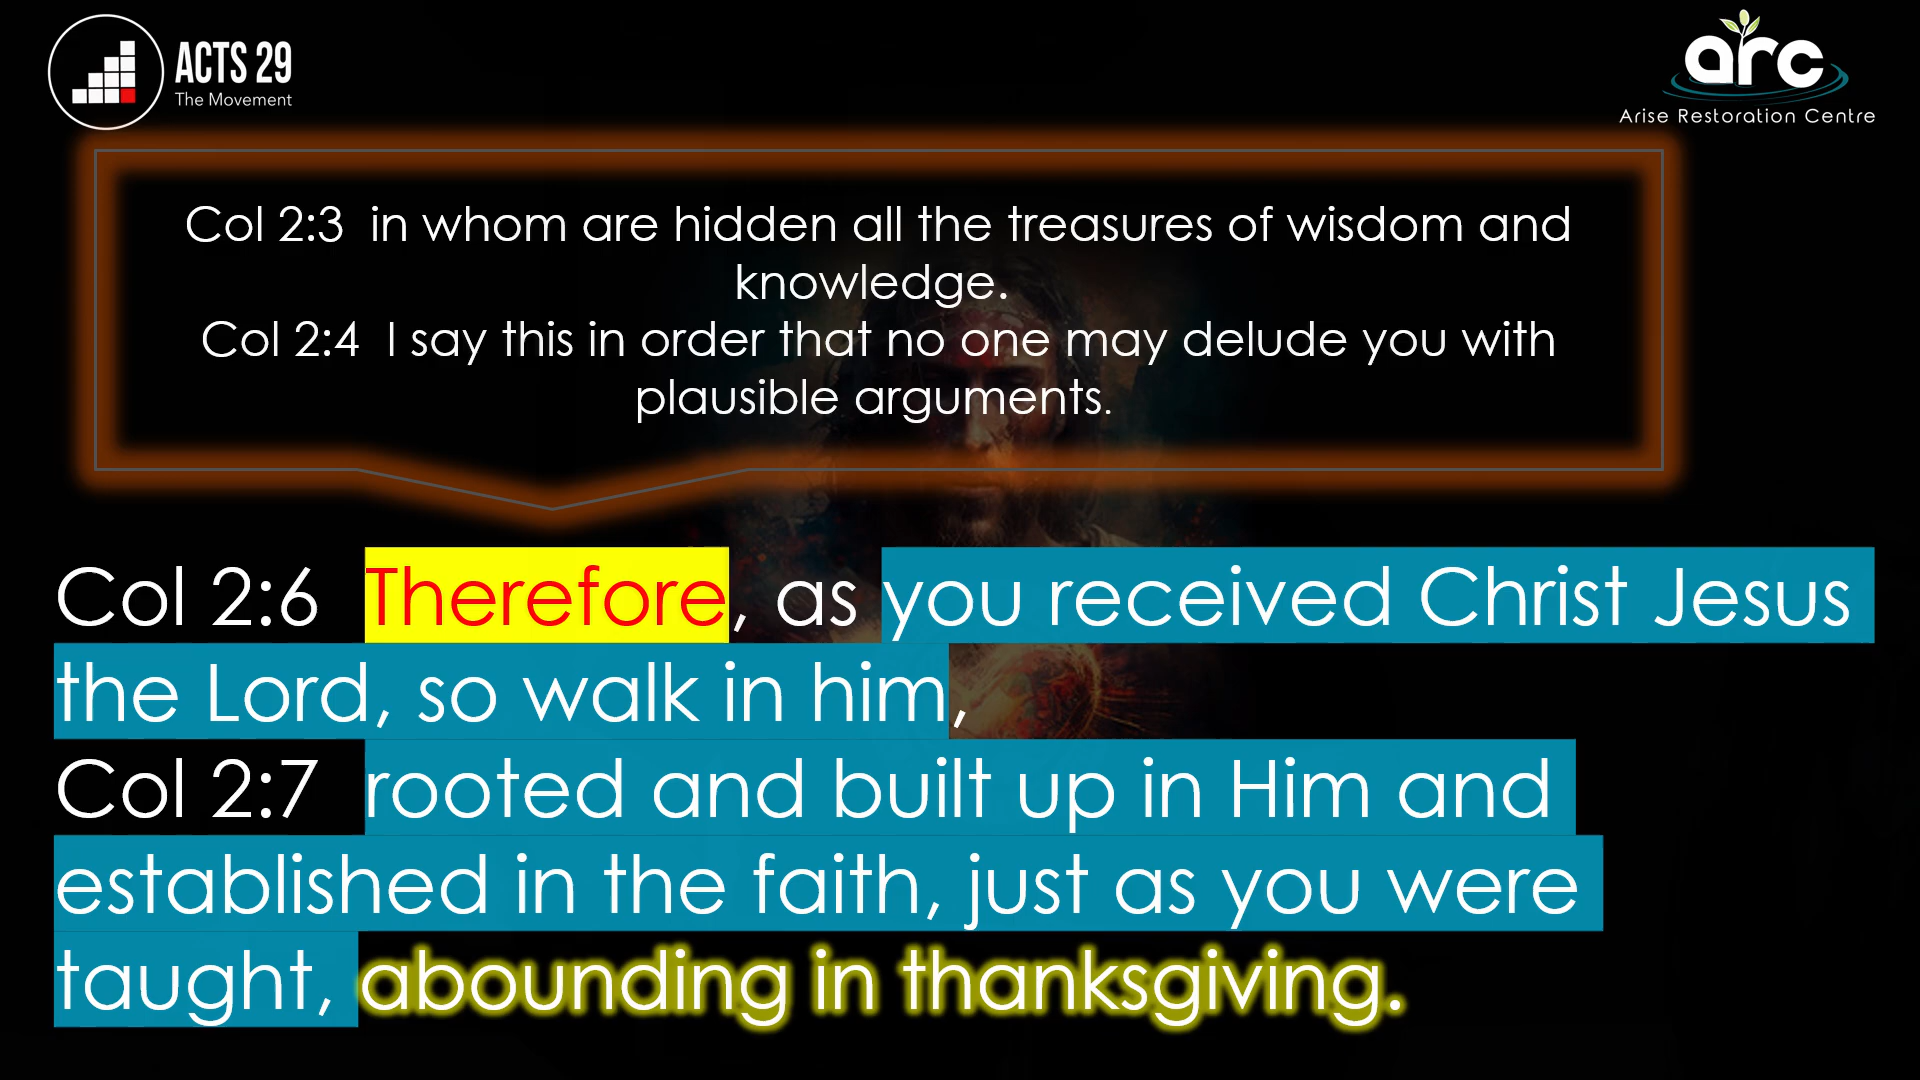 ACTS 29
The Movement
arc
Arise Restoration Centre
Col 2:3  in whom are hidden all the treasures of wisdom and
knowledge.
Col 2:4  I say this in order that no one may delude you with
plausible arguments.
Col 2:6  Therefore, as you received Christ Jesus
the Lord, so walk in him,
Col 2:7  rooted and built up in Him and
established in the faith, just as you were
taught, abounding in thanksgiving.